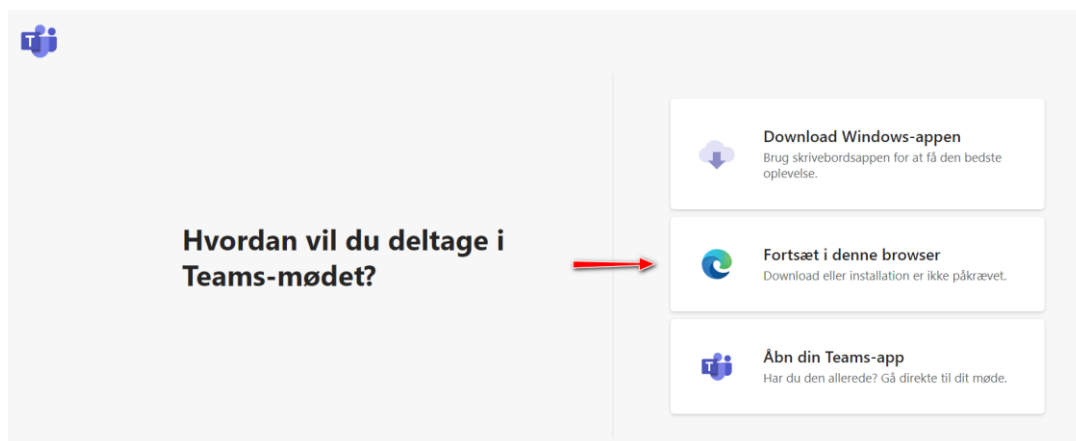 Hvordan vil du deltage i
Teams-mødet?
Download Windows-appen
Brug skrivebordsappen for at få den bedste
oplevelse.
Fortsæt i denne browser
Download eller installation er ikke påkrævet.
Åbn din Teams-app
Har du den allerede? Gå direkte til dit møde.